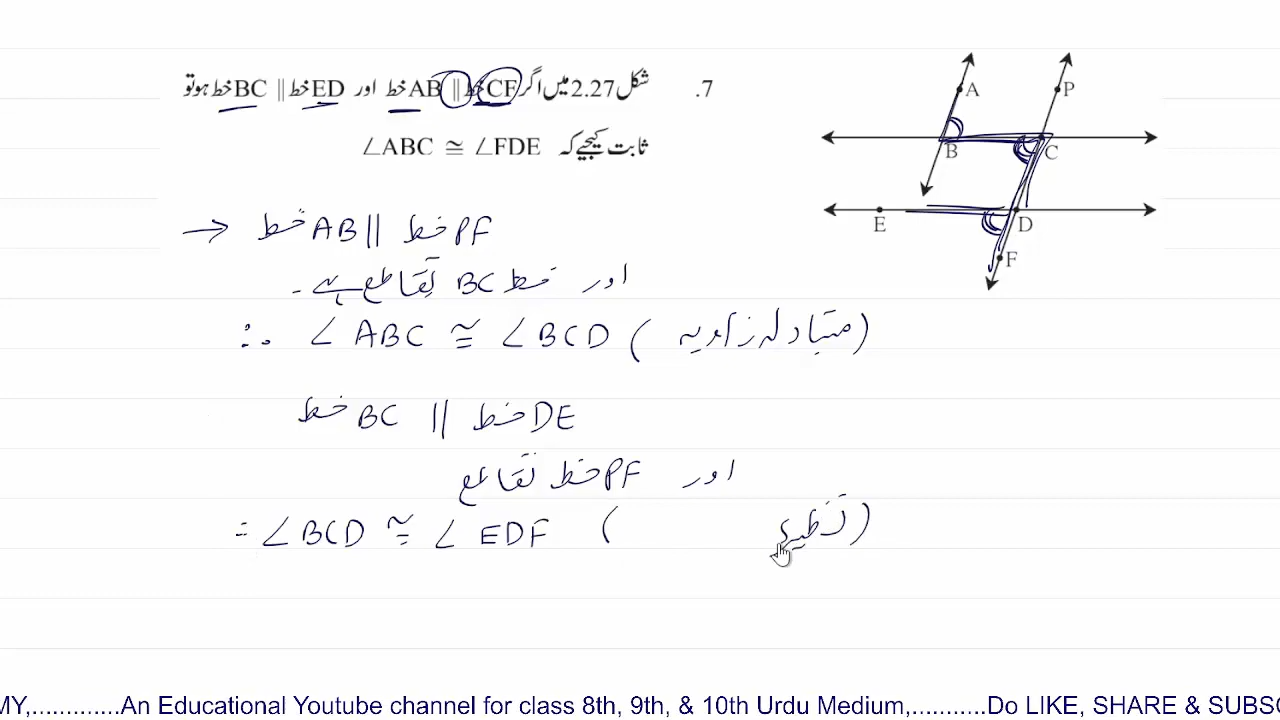 7. شکل 2.27 میں اگر خط CF || خط AB اور خط ED || خط BC ہو تو
ثابت کیجیے کہ ∠ABC ≅ ∠FDE
A P
B C
E D
F
→ خط AB || خط PF
اور خط BC تقاطع ہے۔
∴ ∠ABC ≅ ∠BCD (متبادلہ زاویہ)
خط BC || خط DE
اور خط PF تقاطع
∴ ∠BCD ≅ ∠EDF (
MY,.............An Educational Youtube channel for class 8th, 9th, & 10th Urdu Medium,...........Do LIKE, SHARE & SUBSC